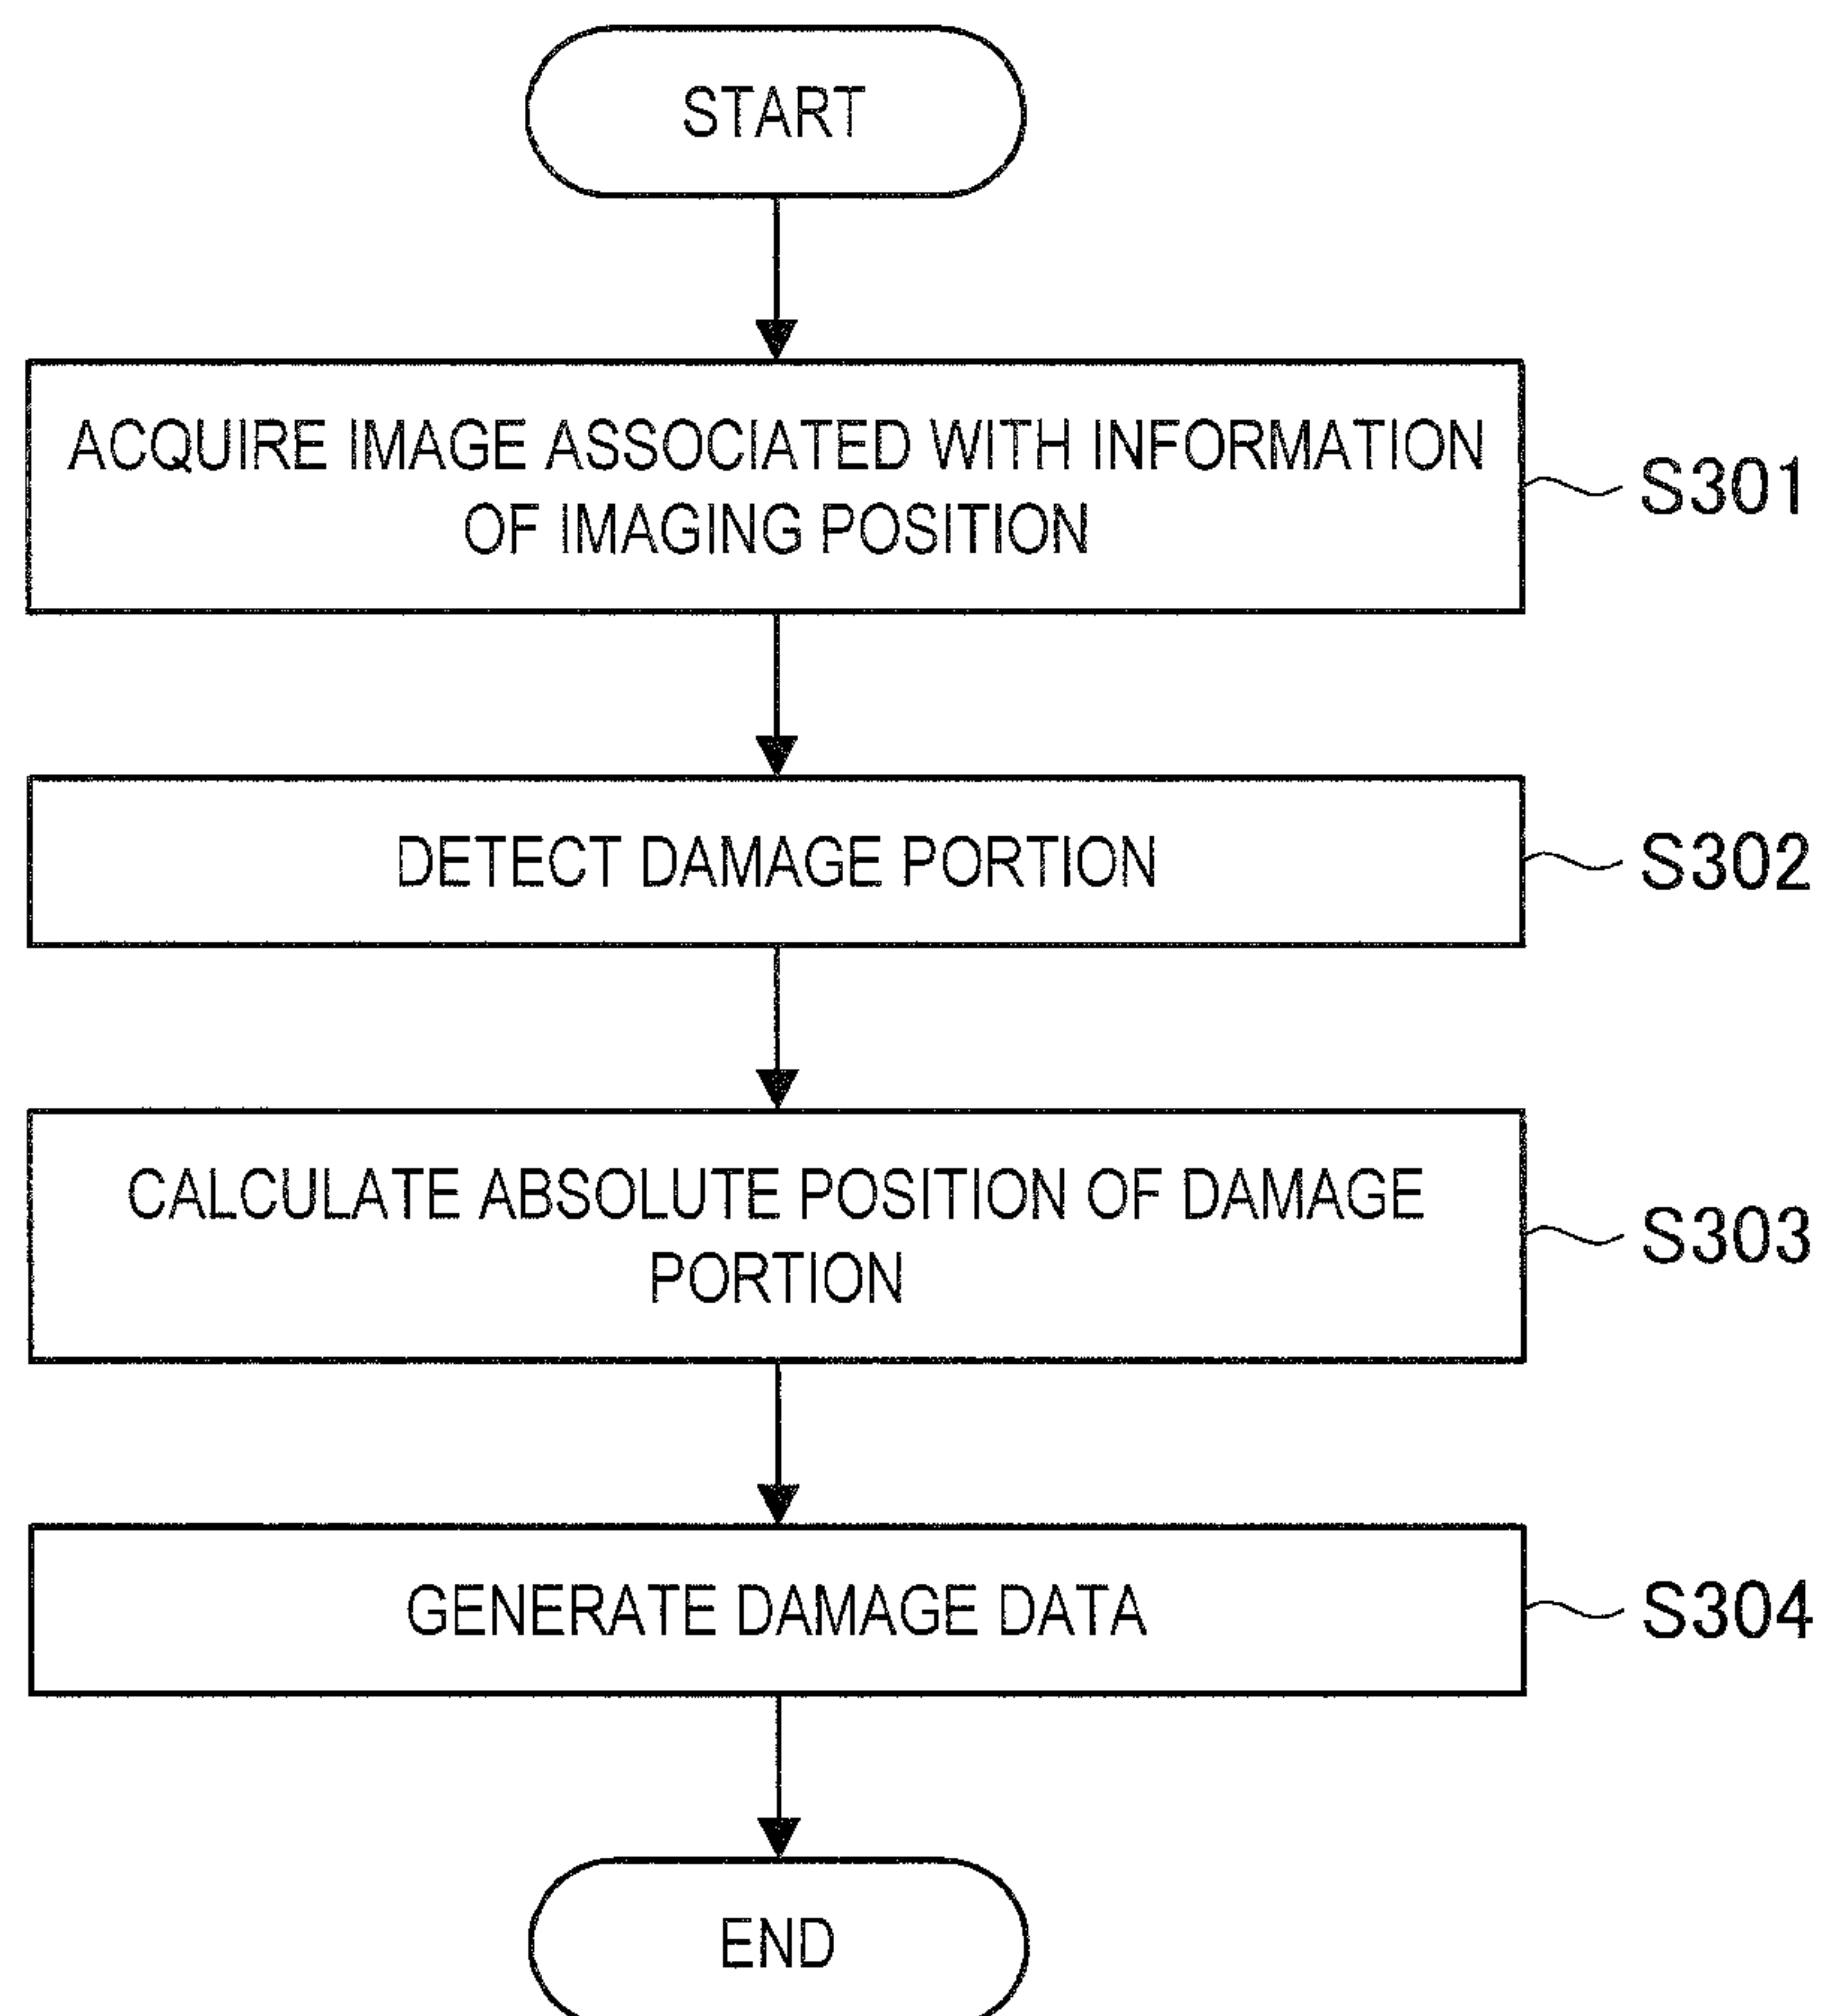 START
ACQUIRE IMAGE ASSOCIATED WITH INFORMATION
OF IMAGING POSITION
S301
DETECT DAMAGE PORTION
S302
CALCULATE ABSOLUTE POSITION OF DAMAGE
PORTION
S303
GENERATE DAMAGE DATA
S304
END